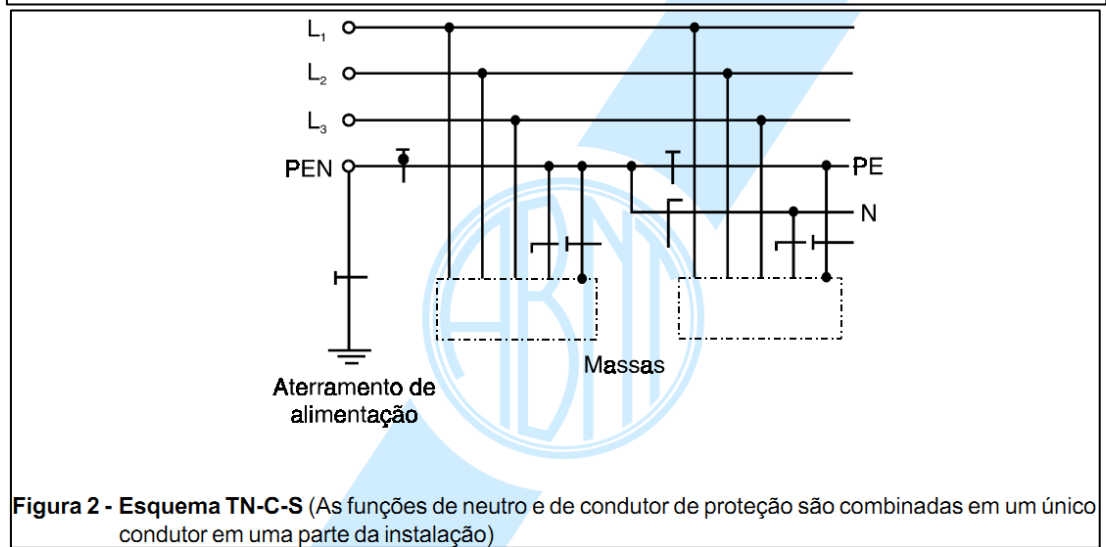 L₁
L₂
L₃
PEN
PE
N
Massas
Aterramento de
alimentação
ABNT
Figura 2 - Esquema TN-C-S (As funções de neutro e de condutor de proteção são combinadas em um único
condutor em uma parte da instalação)